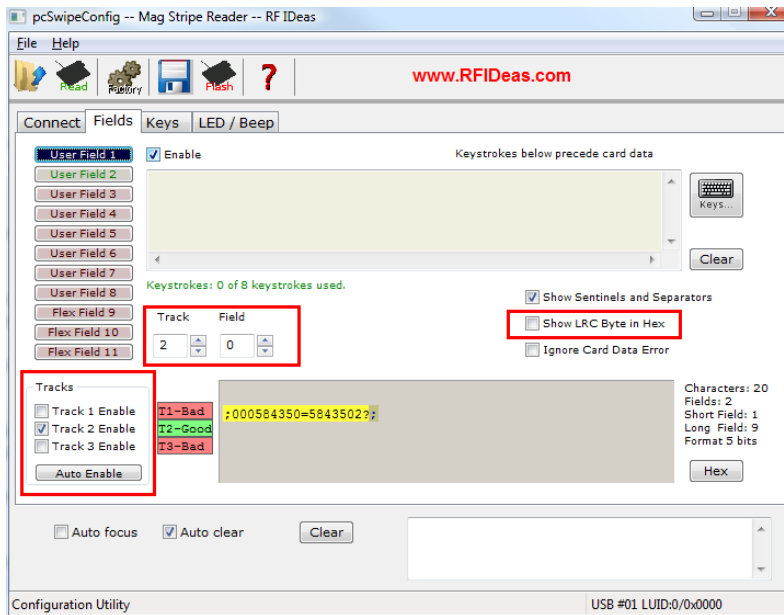 pcSwipeConfig -- Mag Stripe Reader -- RF IDeas
File Help
Read Factory Flash ? www.RFIDeas.com
Connect Fields Keys LED / Beep
User Field 1 Enable Keystrokes below precede card data
User Field 2
User Field 3
User Field 4
User Field 5
User Field 6
User Field 7
User Field 8
Flex Field 9
Flex Field 10
Flex Field 11
Keys...
Clear
Keystrokes: 0 of 8 keystrokes used.
Track Field
2 0
Show Sentinels and Separators
Show LRC Byte in Hex
Ignore Card Data Error
Tracks
Track 1 Enable
Track 2 Enable
Track 3 Enable
Auto Enable
T1-Bad
T2-Good
T3-Bad
;000584350=5843502?;
Characters: 20
Fields: 2
Short Field: 1
Long Field: 9
Format 5 bits
Hex
Auto focus Auto clear Clear
Configuration Utility USB #01 LUID:0/0x0000